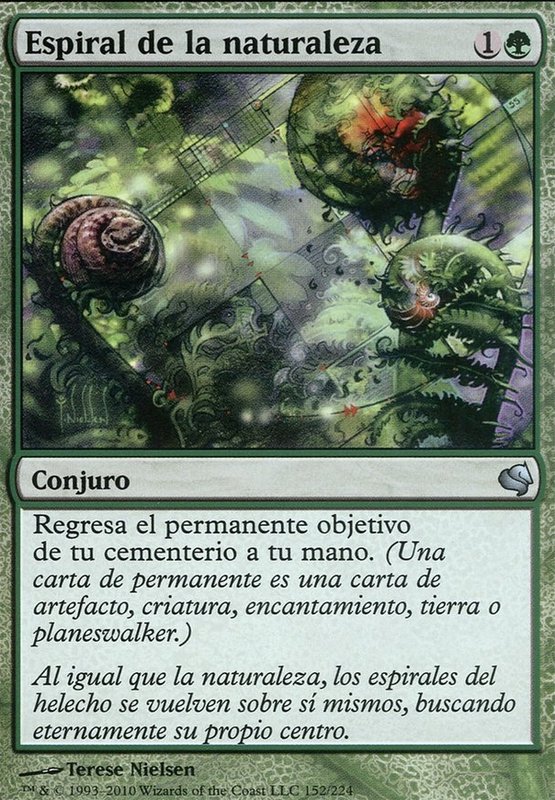 Espiral de la naturaleza 1
55
Nielsen
Conjuro
Regresa el permanente objetivo
de tu cementerio a tu mano. (Una
carta de permanente es una carta de
artefacto, criatura, encantamiento, tierra o
planeswalker.)
Al igual que la naturaleza, los espirales del
helecho se vuelven sobre sí mismos, buscando
eternamente su propio centro.
Terese Nielsen
™ & © 1993–2010 Wizards of the Coast LLC 152/224